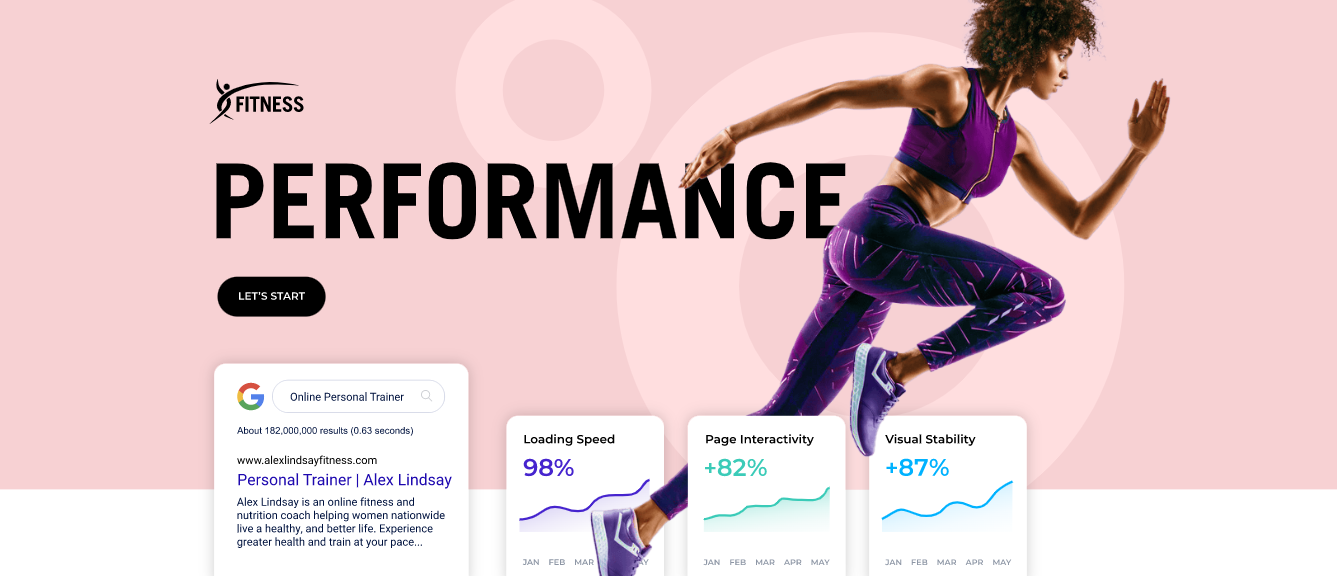 FITNESS
PERFORMANCE
LET'S START
Online Personal Trainer
About 182,000,000 results (0.63 seconds)
www.alexlindsayfitness.com
Personal Trainer | Alex Lindsay
Alex Lindsay is an online fitness and
nutrition coach helping women nationwide
live a healthy, and better life. Experience
greater health and train at your pace...
Loading Speed
98%
JAN FEB MAR AY
Page Interactivity
+82%
JAN FEB MAR APR MAY
Visual Stability
+87%
JAN FEB MAR APR MAY